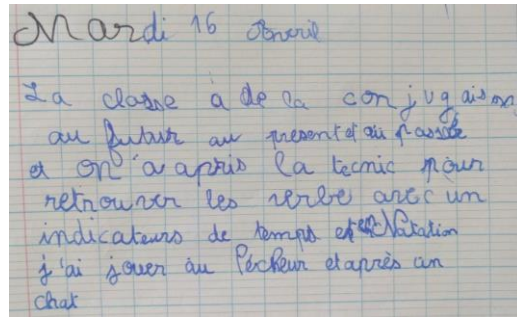 Mardi 16 Avril
La classe a de la conjugaison
au futur au present et au passé
et on a apris la tecnic pour
retrouver les verbe avec un
indicateurs de temps et en Natation
j'ai jouer au Pécheur et après un
chat